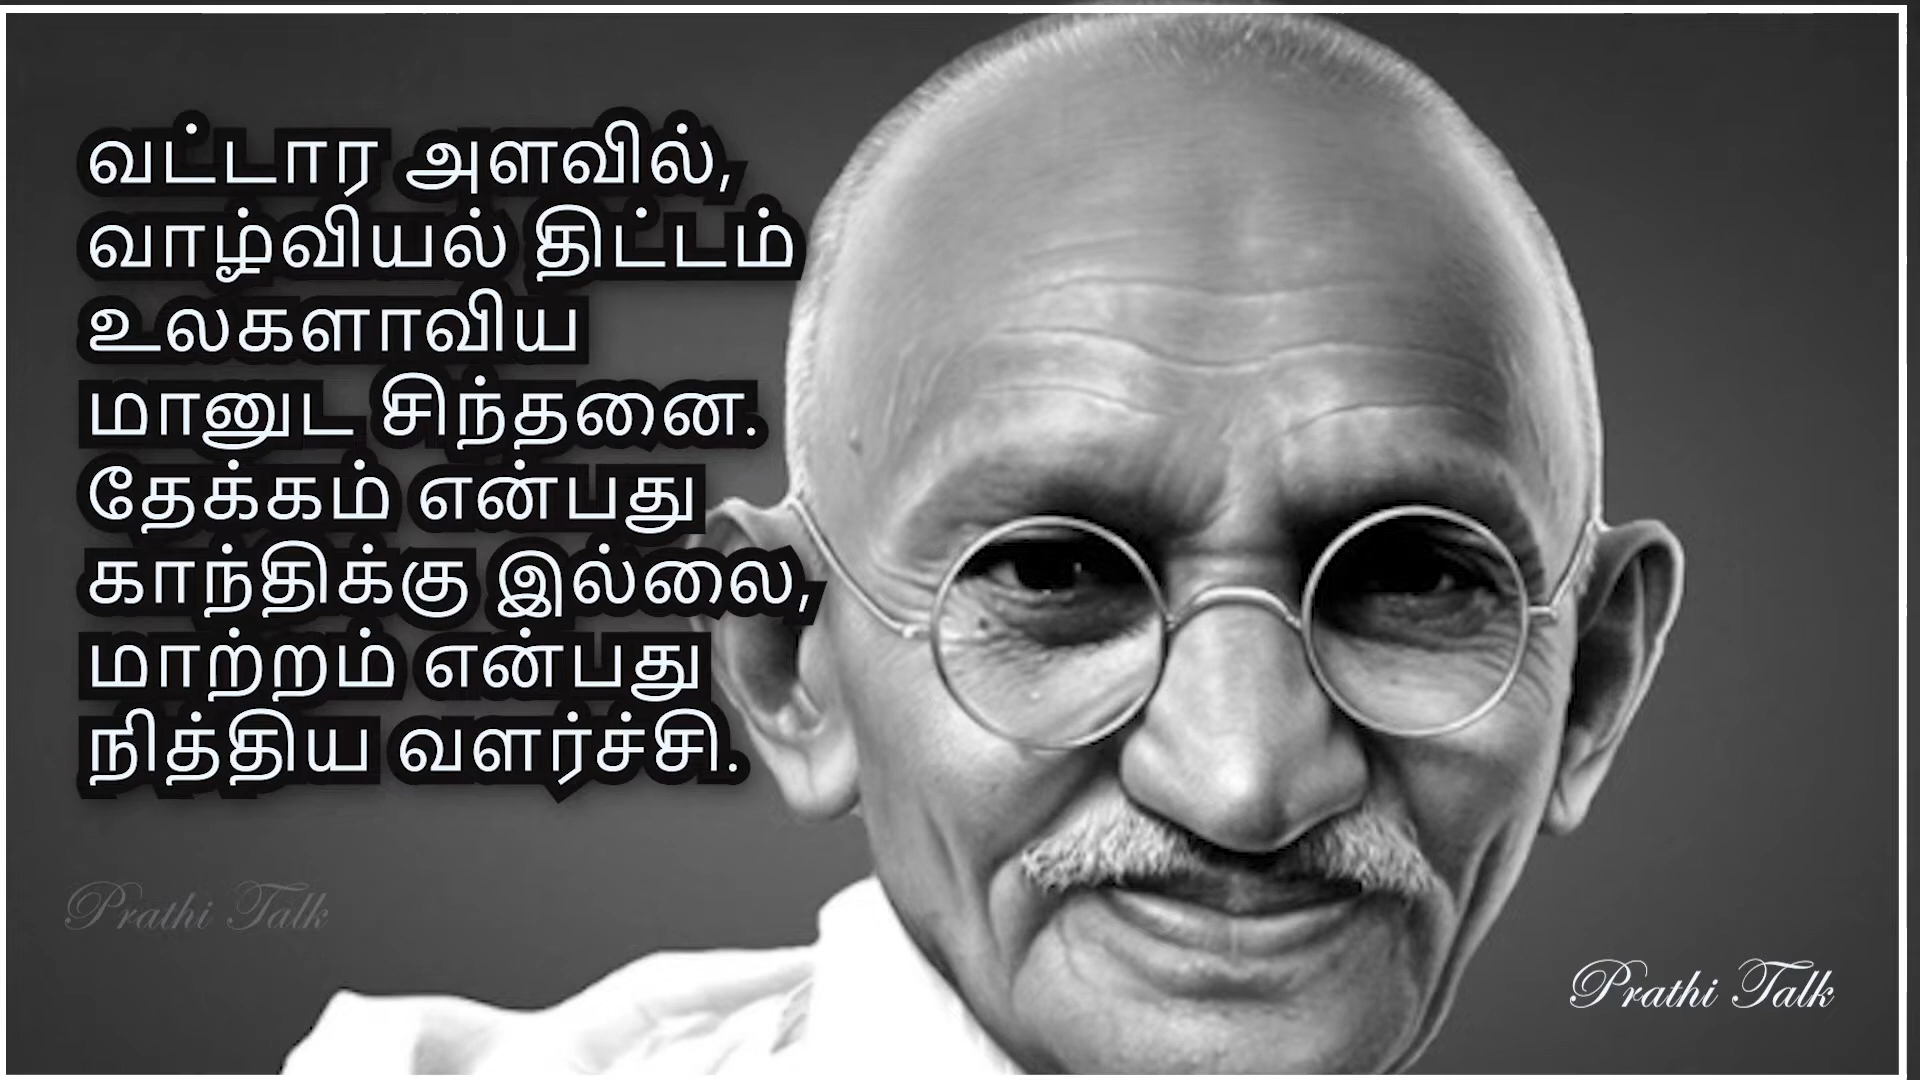 வட்டார அளவில்,
வாழ்வியல் திட்டம்
உலகளாவிய
மானுட சிந்தனை.
தேக்கம் என்பது
காந்திக்கு இல்லை,
மாற்றம் என்பது
நித்திய வளர்ச்சி.
Prathi Talk
Prathi Talk